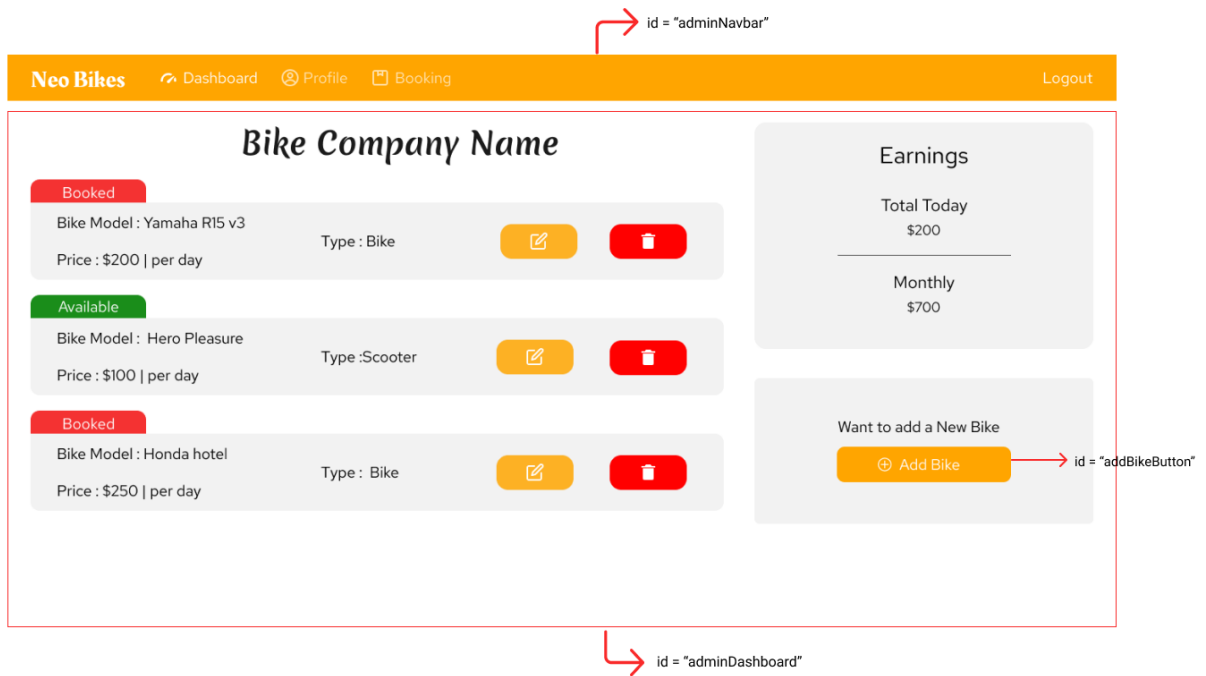 id = “adminNavbar”
Neo Bikes Dashboard Profile Booking Logout
Bike Company Name
Booked
Bike Model : Yamaha R15 v3
Type : Bike
Price : $200 | per day
Available
Bike Model : Hero Pleasure
Type :Scooter
Price : $100 | per day
Booked
Bike Model : Honda hotel
Type : Bike
Price : $250 | per day
Earnings
Total Today
$200
Monthly
$700
Want to add a New Bike
Add Bike
id = “addBikeButton”
id = “adminDashboard”